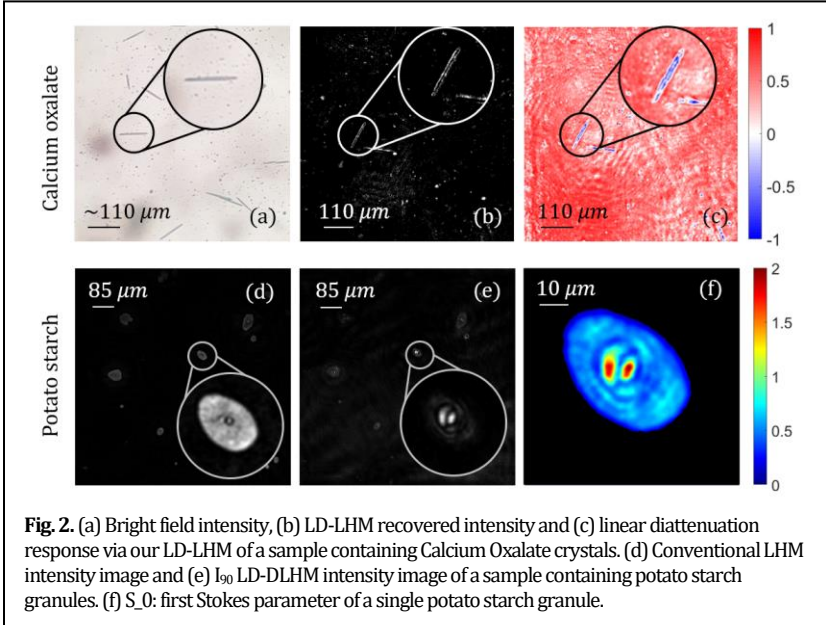 Calcium oxalate
~110 μm
(a)
110 μm
(b)
110 μm
(c)
1
0.5
0
-0.5
-1
Potato starch
85 μm
(d)
85 μm
(e)
10 μm
(f)
2
1.5
1
0.5
0
Fig. 2. (a) Bright field intensity, (b) LD-LHM recovered intensity and (c) linear diattenuation
response via our LD-LHM of a sample containing Calcium Oxalate crystals. (d) Conventional LHM
intensity image and (e) I₉₀ LD-DLHM intensity image of a sample containing potato starch
granules. (f) S_0: first Stokes parameter of a single potato starch granule.